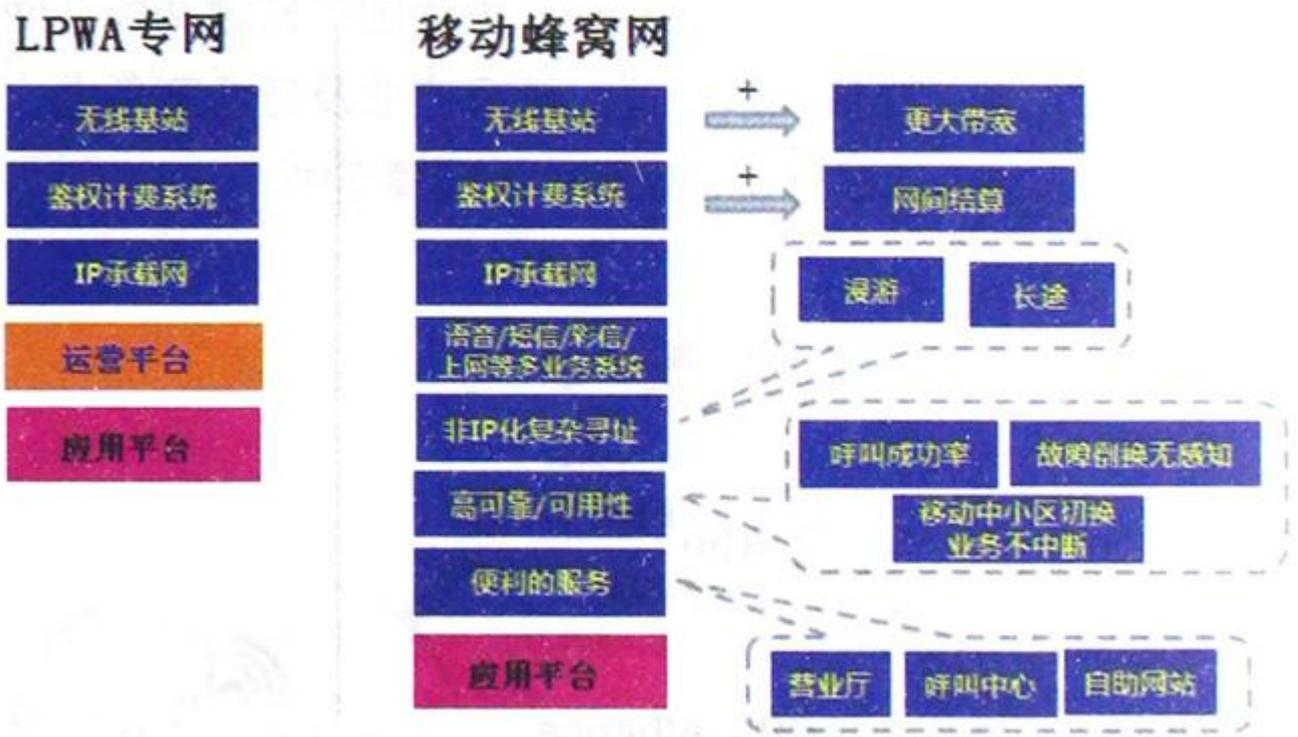 LPWA专网
无线基站
鉴权计费系统
IP承载网
运营平台
应用平台
移动蜂窝网
无线基站
鉴权计费系统
IP承载网
语音/短信/彩信/
上网等多业务系统
非IP化复杂寻址
高可靠/可用性
便利的服务
应用平台
+
更大带宽
+
网间结算
漫游
长途
呼叫成功率
故障倒换无感知
移动中小区切换
业务不中断
营业厅
呼叫中心
自助网站